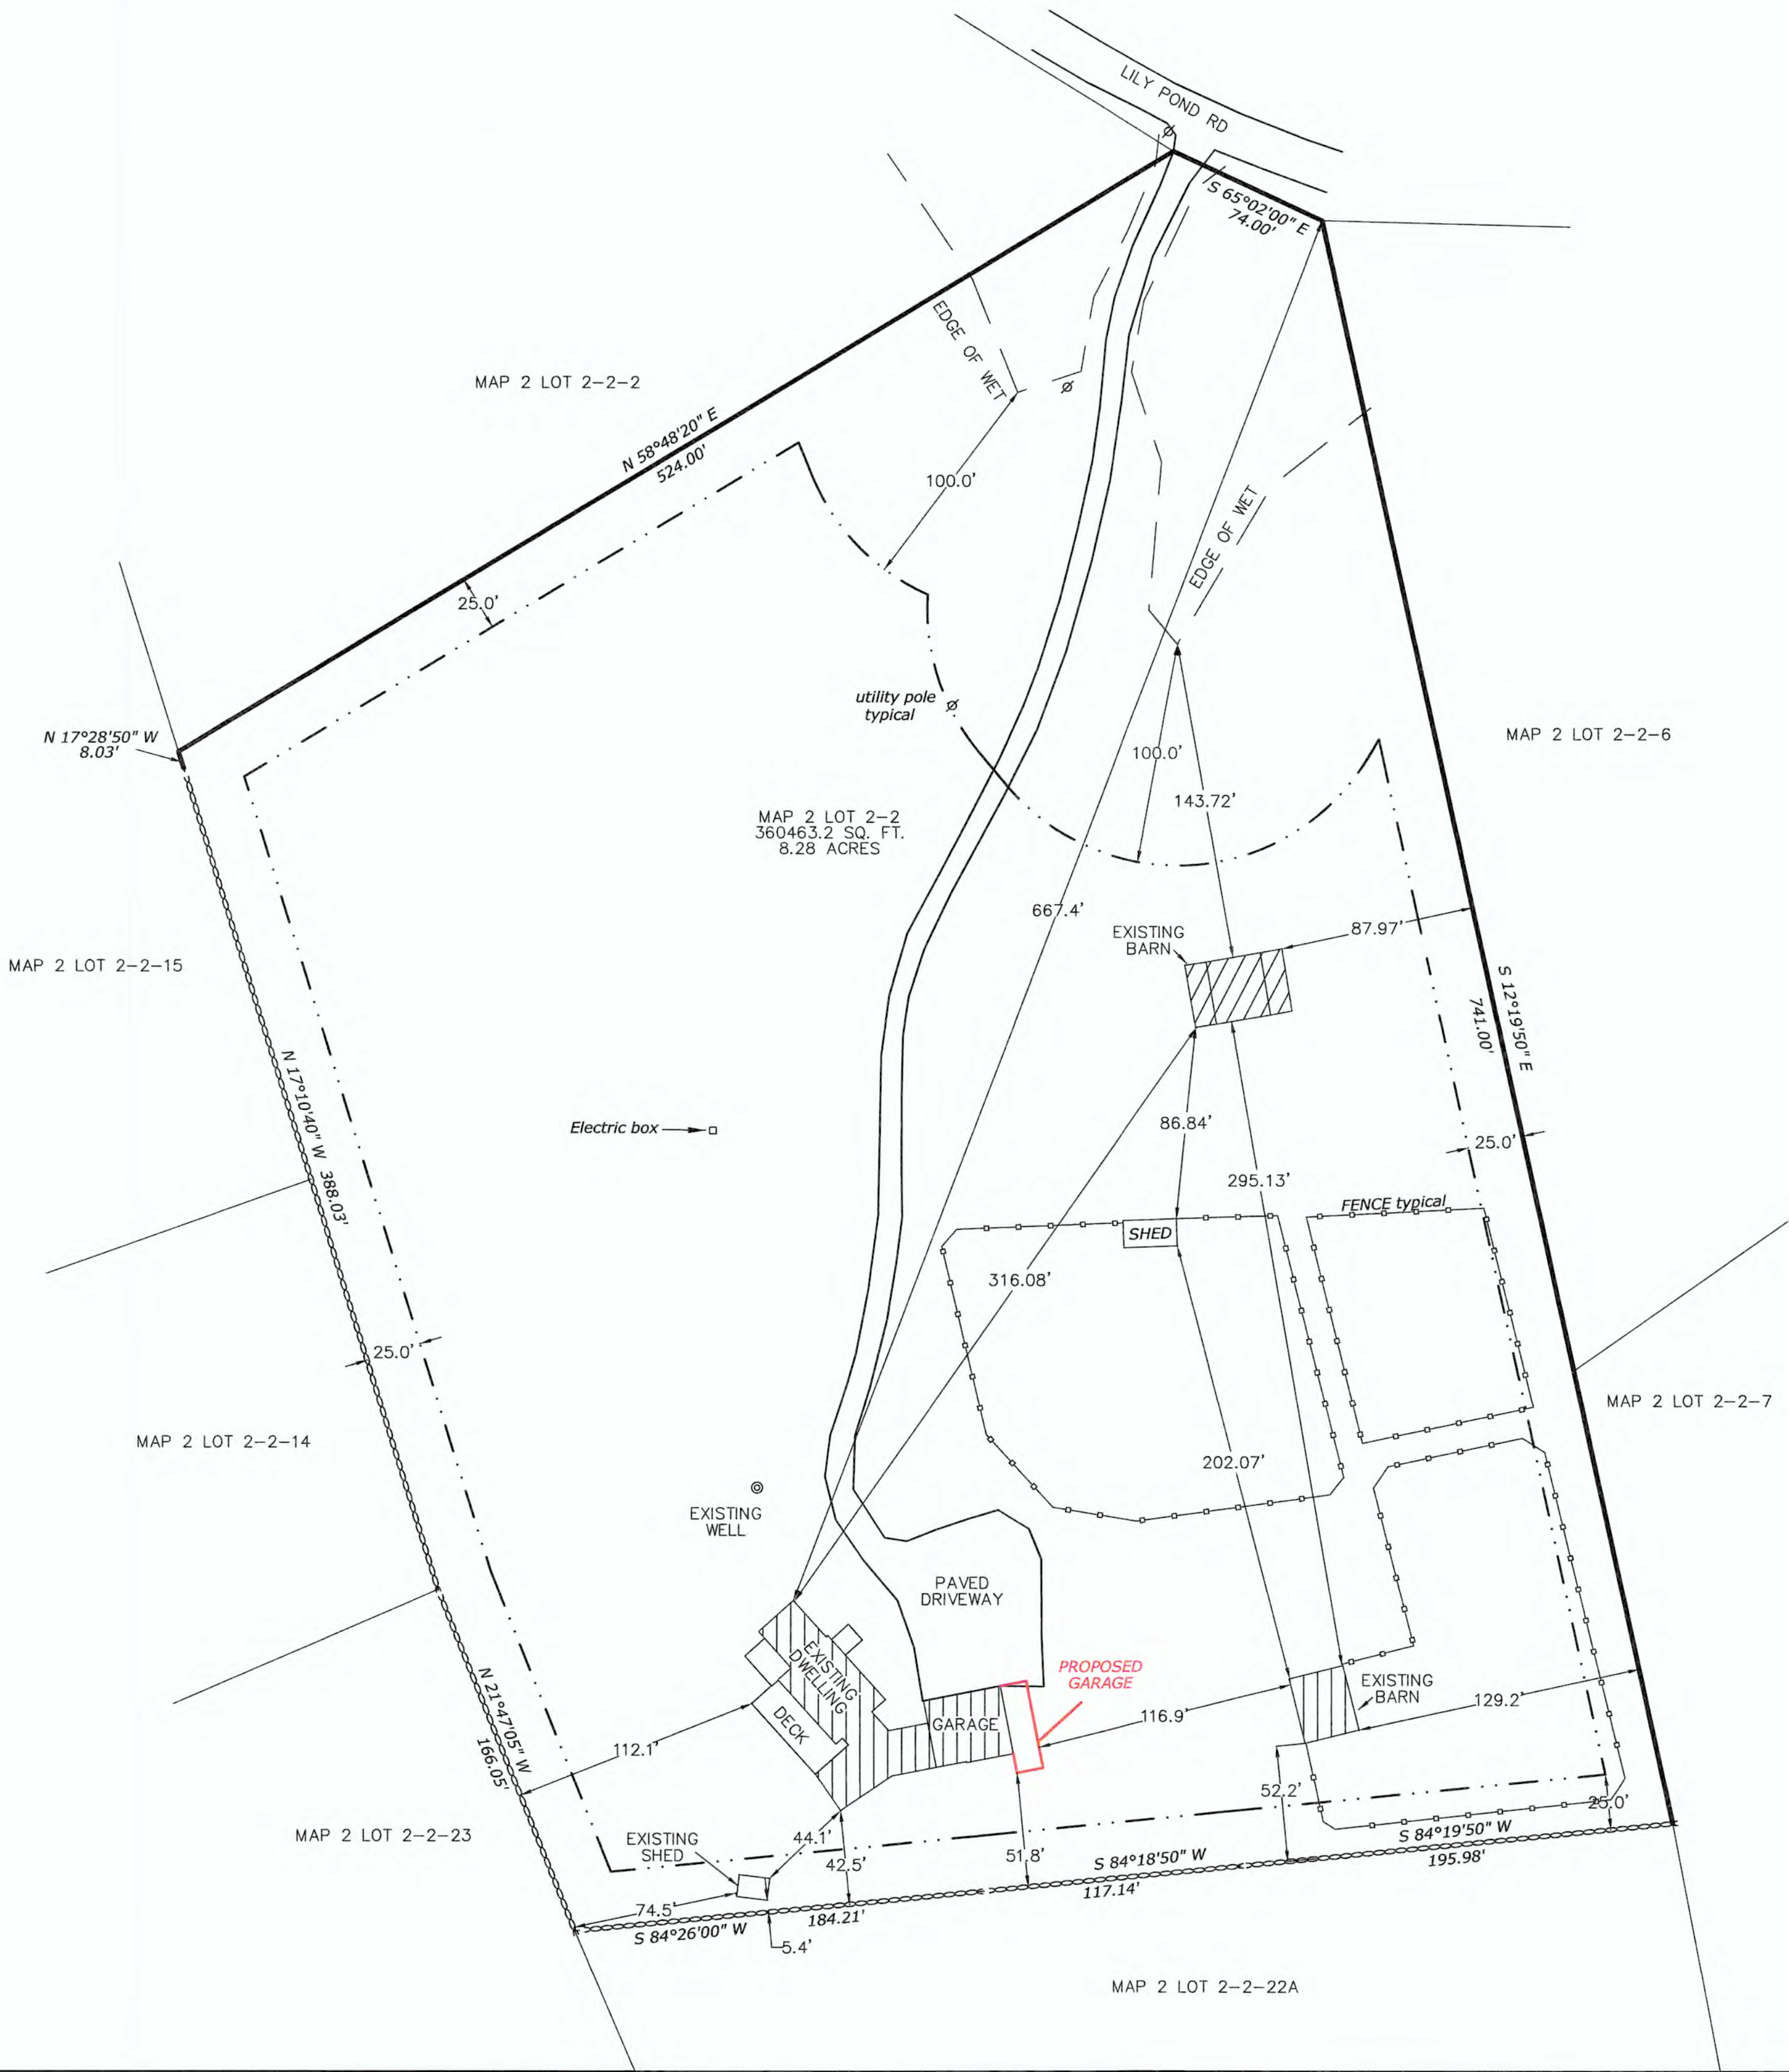 LILY POND RD
S 65°02'00" E
74.00'
EDGE OF WET
MAP 2 LOT 2-2-2
N 58°48'20" E
524.00'
100.0'
EDGE OF WET
25.0'
utility pole
typical
N 17°28'50" W
8.03'
100.0'
MAP 2 LOT 2-2-6
143.72'
MAP 2 LOT 2-2
360463.2 SQ. FT.
8.28 ACRES
667.4'
EXISTING
BARN
87.97'
MAP 2 LOT 2-2-15
S 12°19'50" E
741.00'
N 17°10'40" W 388.03'
Electric box
86.84'
25.0'
295.13'
FENCE typical
SHED
316.08'
25.0'
MAP 2 LOT 2-2-7
MAP 2 LOT 2-2-14
202.07'
EXISTING
WELL
PAVED
DRIVEWAY
EXISTING
DWELLING
PROPOSED
GARAGE
EXISTING
BARN
N 21°47'05" W
166.05'
DECK
GARAGE
116.9'
129.2'
112.1'
52.2'
25.0'
MAP 2 LOT 2-2-23
EXISTING
SHED
44.1'
42.5'
51.8'
S 84°18'50" W
117.14'
S 84°19'50" W
195.98'
74.5'
184.21'
S 84°26'00" W
5.4'
MAP 2 LOT 2-2-22A